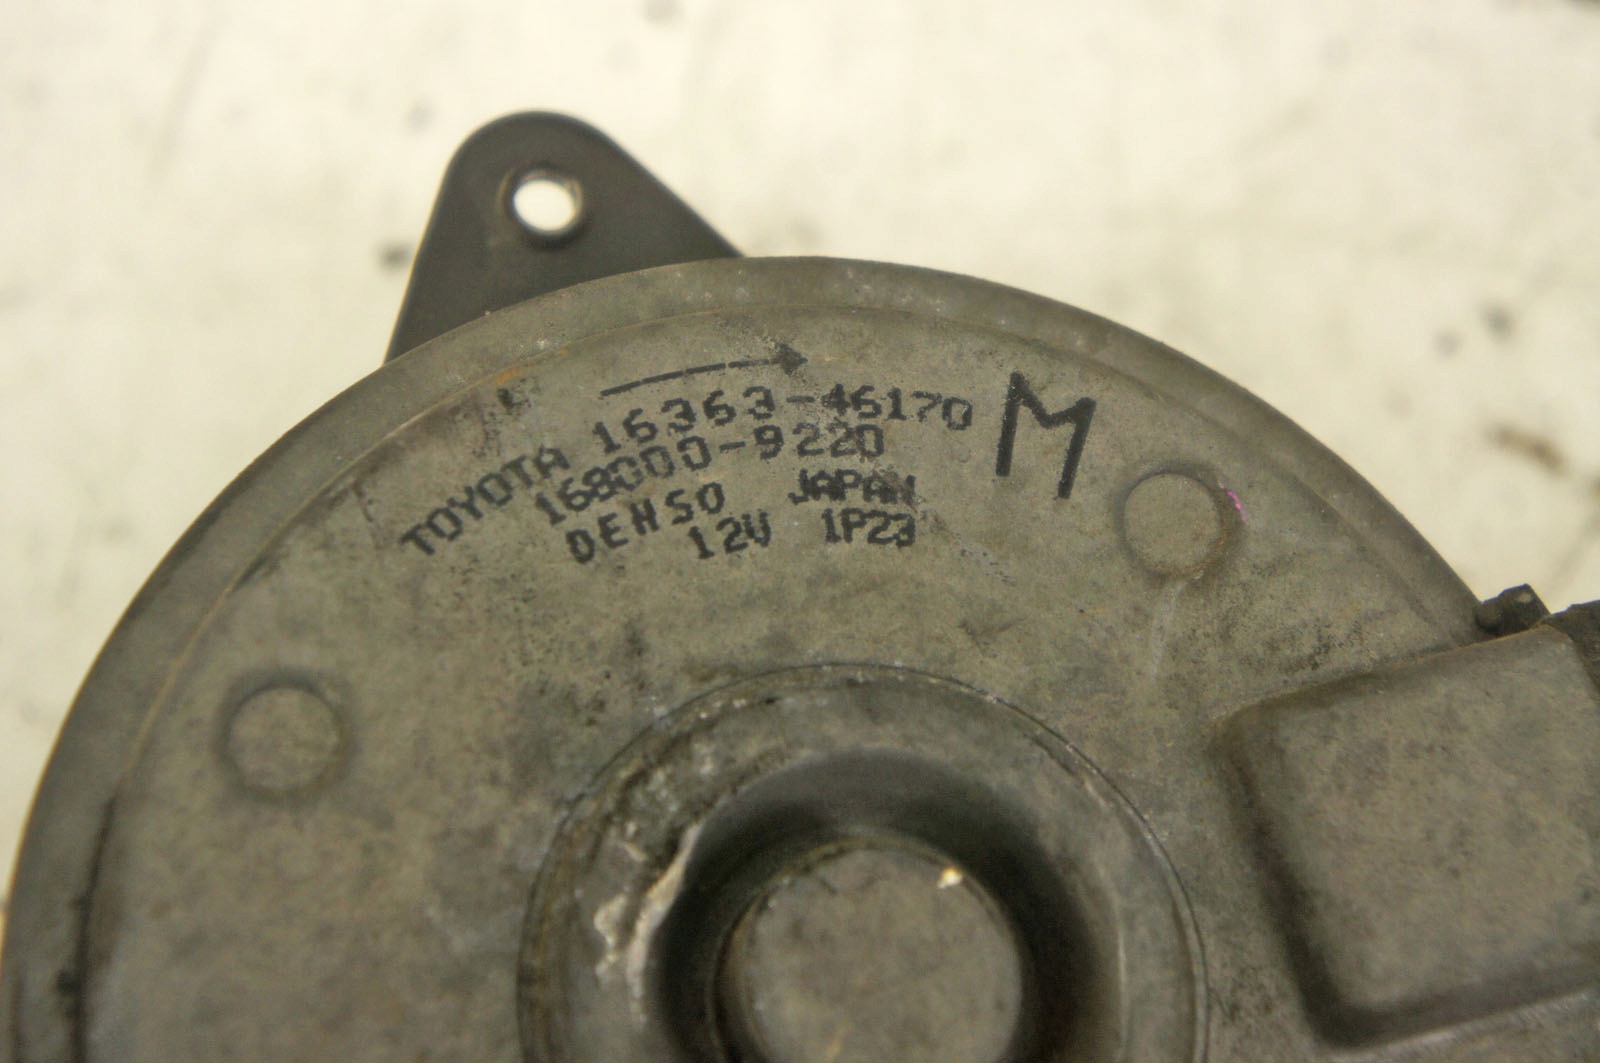 TOYOTA 16363-46170 M
168000-9220
DENSO JAPAN
12V 1P23